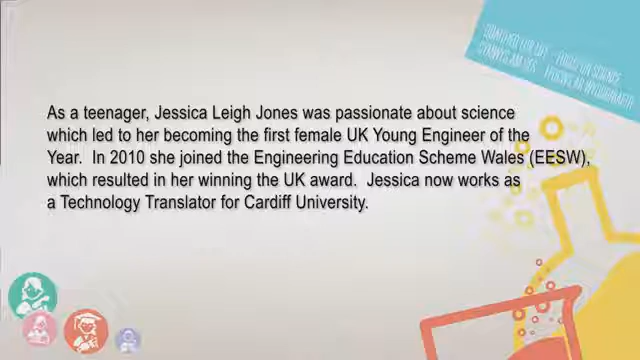 As a teenager, Jessica Leigh Jones was passionate about science
which led to her becoming the first female UK Young Engineer of the
Year.  In 2010 she joined the Engineering Education Scheme Wales (EESW),
which resulted in her winning the UK award.  Jessica now works as
a Technology Translator for Cardiff University.